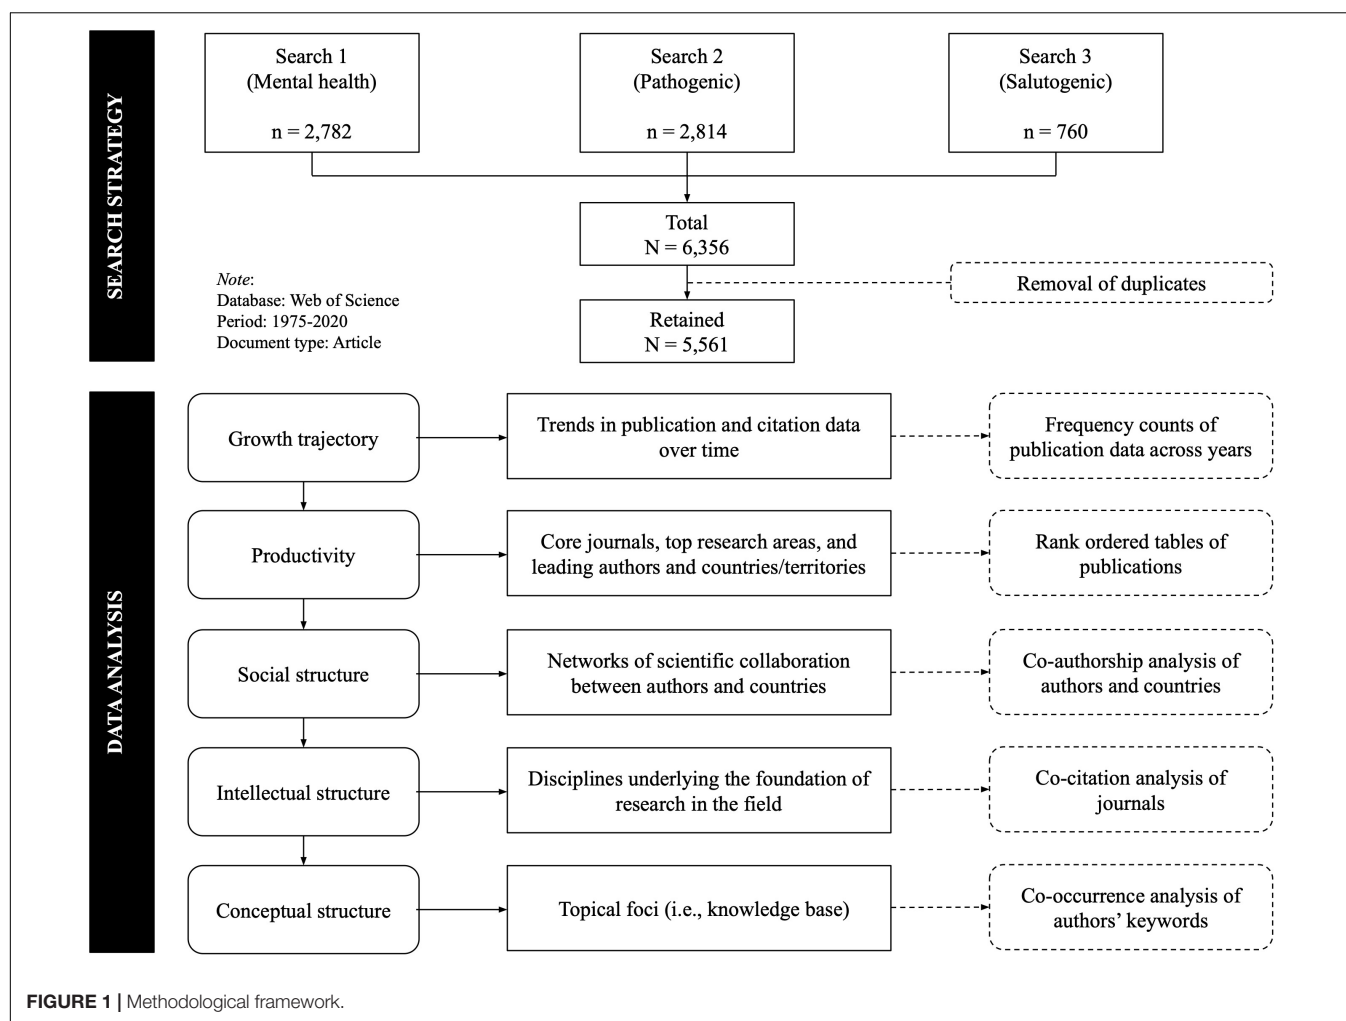 SEARCH STRATEGY
Search 1
(Mental health)
n = 2,782
Search 2
(Pathogenic)
n = 2,814
Search 3
(Salutogenic)
n = 760
Total
N = 6,356
Note:
Database: Web of Science
Period: 1975-2020
Document type: Article
Removal of duplicates
Retained
N = 5,561
DATA ANALYSIS
Growth trajectory
Trends in publication and citation data
over time
Frequency counts of
publication data across years
Productivity
Core journals, top research areas, and
leading authors and countries/territories
Rank ordered tables of
publications
Social structure
Networks of scientific collaboration
between authors and countries
Co-authorship analysis of
authors and countries
Intellectual structure
Disciplines underlying the foundation of
research in the field
Co-citation analysis of
journals
Conceptual structure
Topical foci (i.e., knowledge base)
Co-occurrence analysis of
authors’ keywords
FIGURE 1 | Methodological framework.